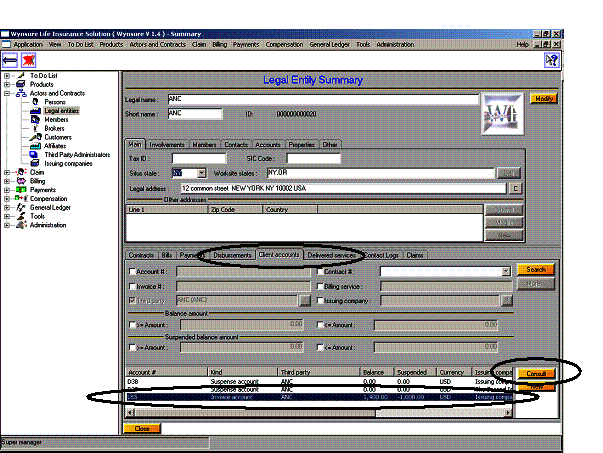 Wynsure Life Insurance Solution ( Wynsure V 1.4 ) - Summary
Application View To Do List Products Actors and Contracts Claim Billing Payments Compensation General Ledger Tools Administration Help
To Do List
Products
Actors and Contracts
Persons
Legal entities
Members
Brokers
Customers
Affiliates
Third Party Administrators
Issuing companies
Claim
Billing
Payments
Compensation
General Ledger
Tools
Administration
Legal Entity Summary
Legal name : ANC
Modify
Short name : ANC ID: 000000000020
Main Involvements Members Contacts Accounts Properties Other
Tax ID : SIC Code :
Situs state : NY Worksite states : NY,OR
Legal address : 12 common street NEW YORK NY 10002 USA
Other addresses
Line 1 Zip Code Country
Contracts Bills Payments Disbursements Client accounts Delivered services Contact Logs Claims
Account # : Contract # : Search
Invoice # : Billing service :
Third party : ANC (ANC) Issuing company :
Balance amount
>= Amount : 0.00 <= Amount : 0.00
Suspended balance amount
>= Amount : 0.00 <= Amount : 0.00
Account # Kind Third party Balance Suspended Currency Issuing compa
Consult
D38 Suspense account ANC 0.00 0.00 USD Issuing compa
Suspense account ANC 0.00 0.00 USD
New
Invoice account ANC 1,400.00 -1,000.00 USD Issuing compa
Close
Super manager